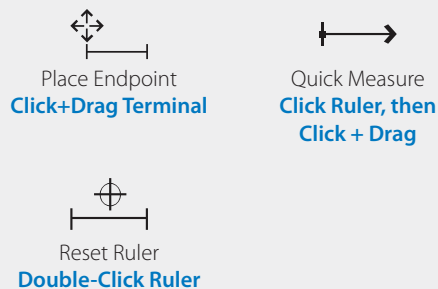 Place Endpoint
Click+Drag Terminal
Quick Measure
Click Ruler, then
Click + Drag
Reset Ruler
Double-Click Ruler